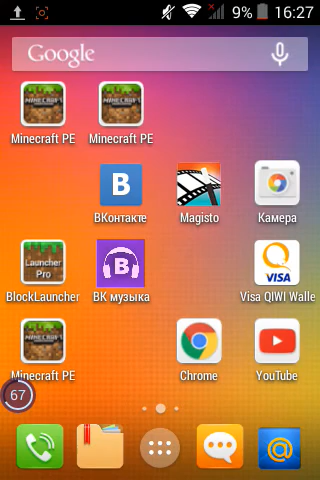 9% 16:27
Google
Minecraft PE Minecraft PE
B
ВКонтакте Magisto Камера
Launcher
Pro
B
VISA
BlockLauncher ВК музыка Visa QIWI Walle
Minecraft PE Chrome YouTube
67